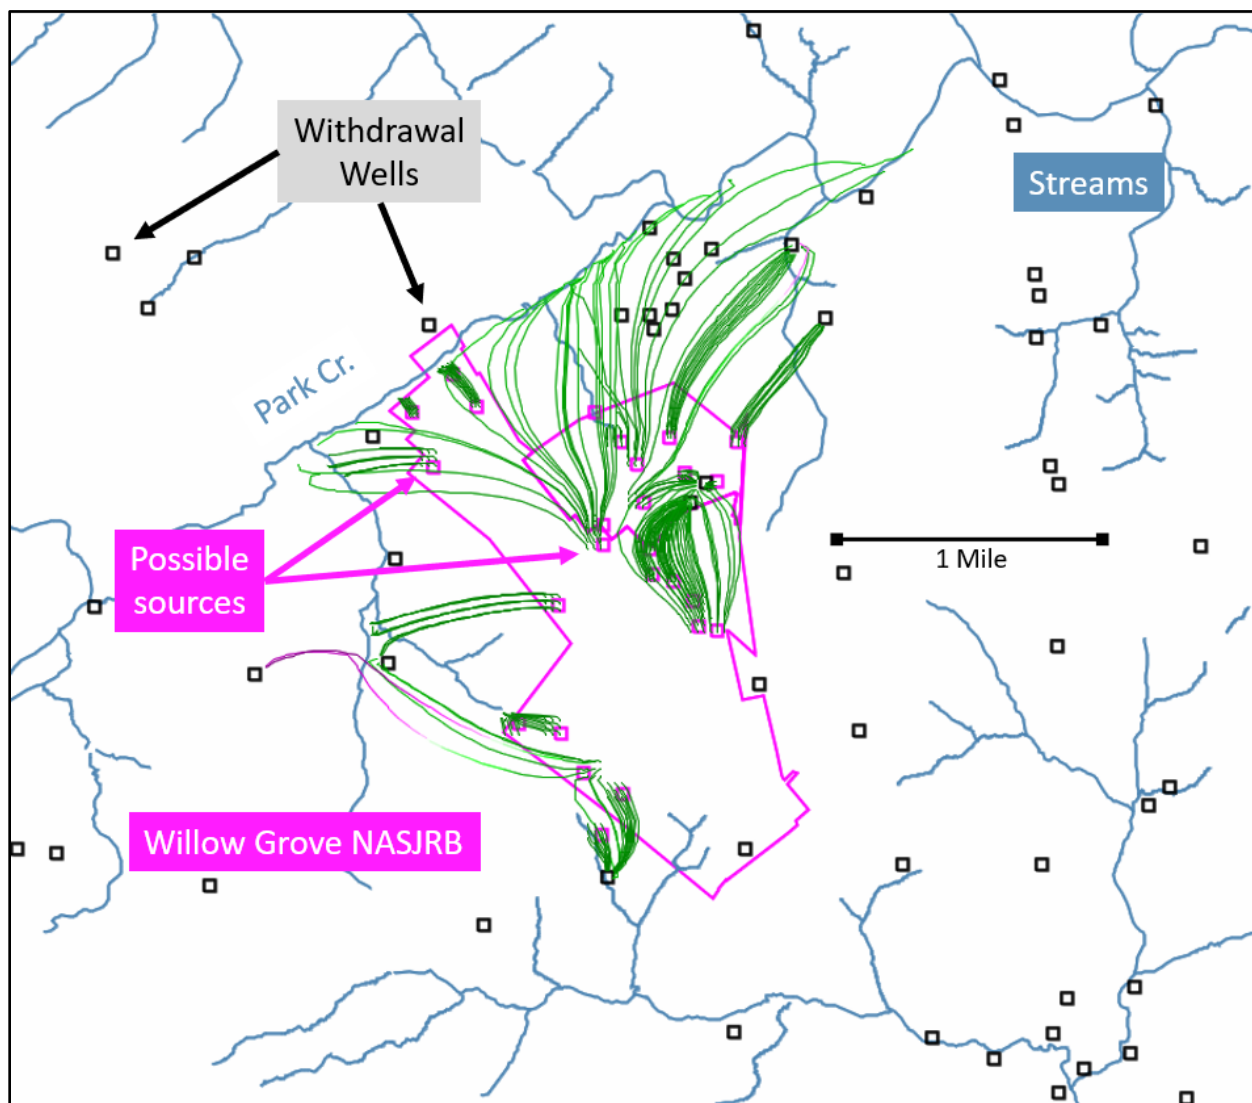 Withdrawal
Wells
Streams
Park Cr.
Possible
sources
1 Mile
Willow Grove NASJRB